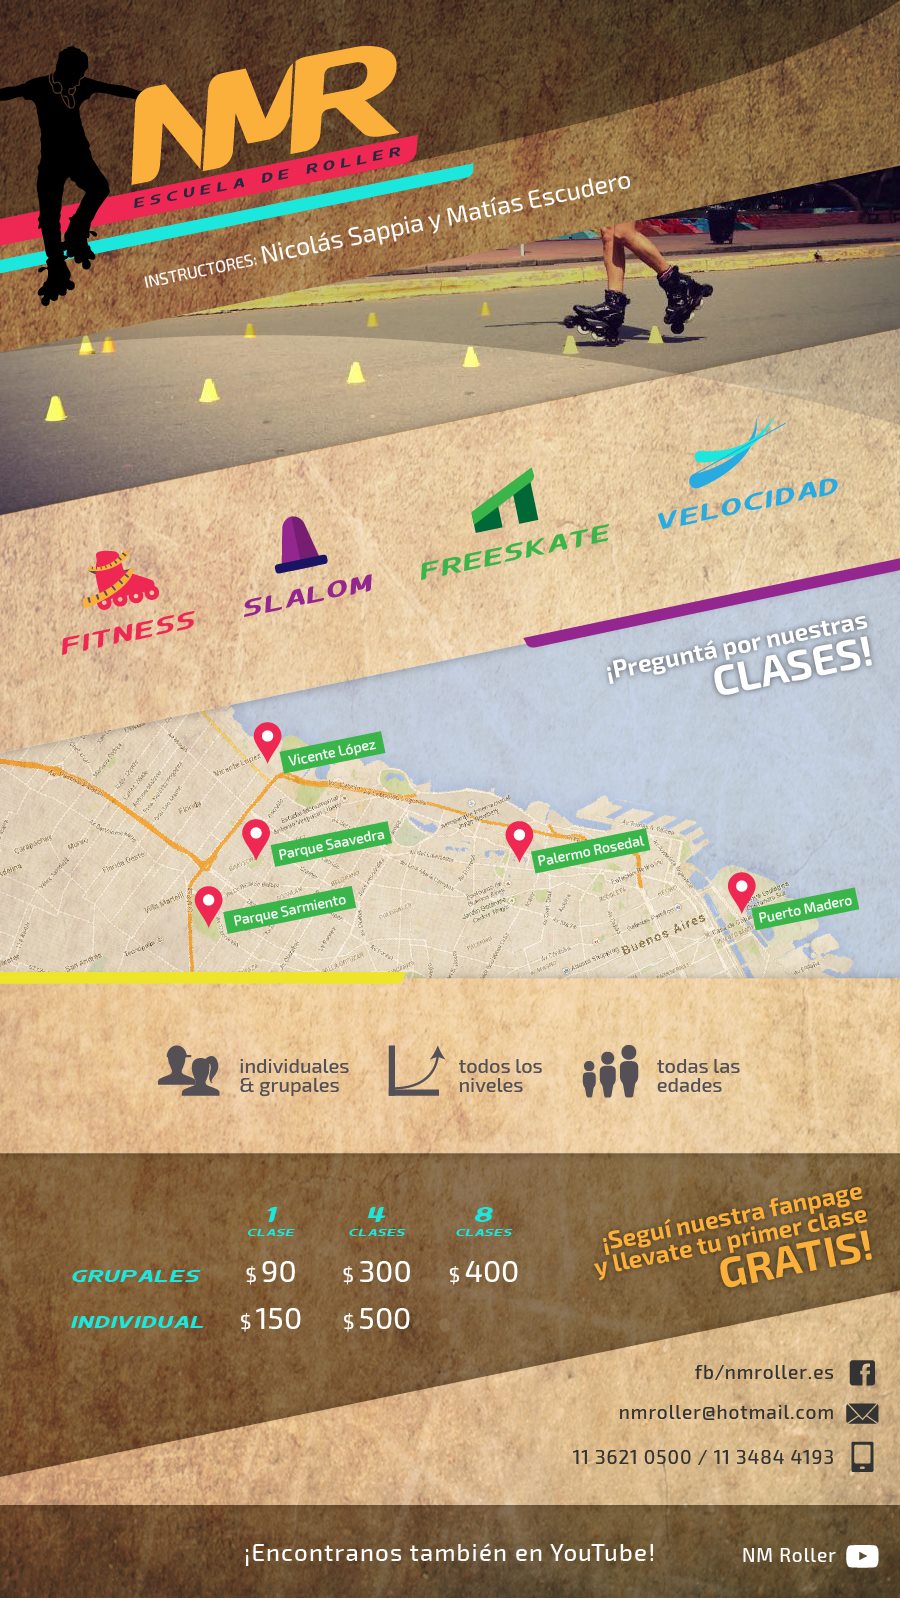 NMR
ESCUELA DE ROLLER
INSTRUCTORES: Nicolás Sappia y Matías Escudero
FITNESS
SLALOM
FREESKATE
VELOCIDAD
¡Preguntá por nuestras
CLASES!
Vicente López
Vicente Lopez
Parque Saavedra
Parque Sarmiento
Palermo Rosedal
Puerto Madero
Florida
Buenos Aires
individuales
& grupales
todos los
niveles
todas las
edades
1
CLASE
4
CLASES
8
CLASES
GRUPALES
$ 90
$ 300
$ 400
INDIVIDUAL
$ 150
$ 500
¡Seguí nuestra fanpage
y llevate tu primer clase
GRATIS!
fb/nmroller.es
nmroller@hotmail.com
11 3621 0500 / 11 3484 4193
¡Encontranos también en YouTube!
NM Roller